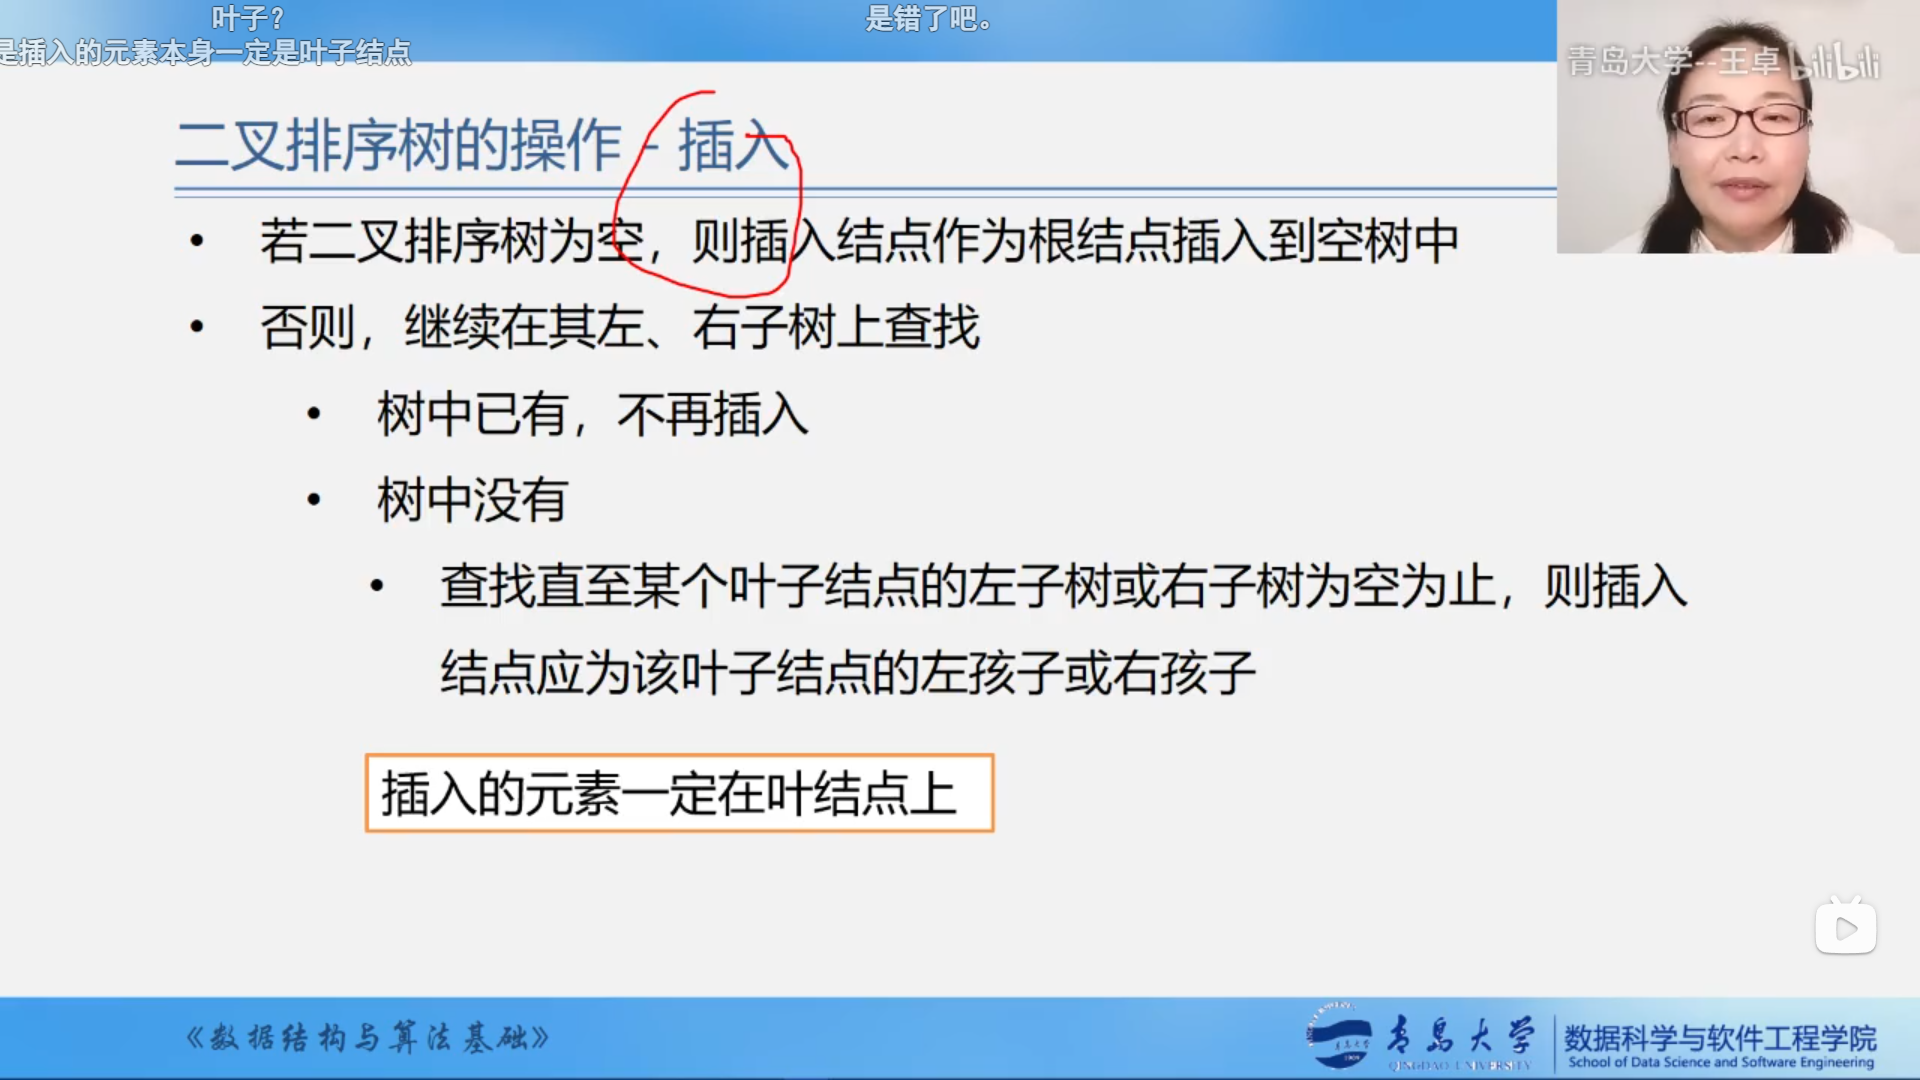 叶子？
是错了吧。
是插入的元素本身一定是叶子结点
青岛大学--王卓 bilibili
二叉排序树的操作 - 插入
• 若二叉排序树为空，则插入结点作为根结点插入到空树中
• 否则，继续在其左、右子树上查找
• 树中已有，不再插入
• 树中没有
• 查找直至某个叶子结点的左子树或右子树为空为止，则插入
结点应为该叶子结点的左孩子或右孩子
插入的元素一定在叶结点上
《数据结构与算法基础》
青岛大学
QINGDAO UNIVERSITY
数据科学与软件工程学院
School of Data Science and Software Engineering